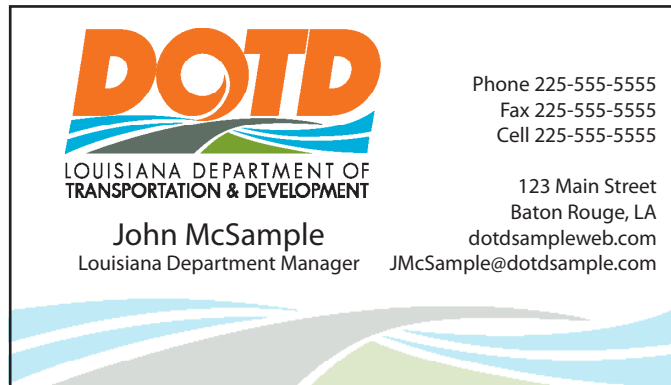 DOTD
LOUISIANA DEPARTMENT OF
TRANSPORTATION & DEVELOPMENT
John McSample
Louisiana Department Manager
Phone 225-555-5555
Fax 225-555-5555
Cell 225-555-5555
123 Main Street
Baton Rouge, LA
dotdsampleweb.com
JMcSample@dotdsample.com